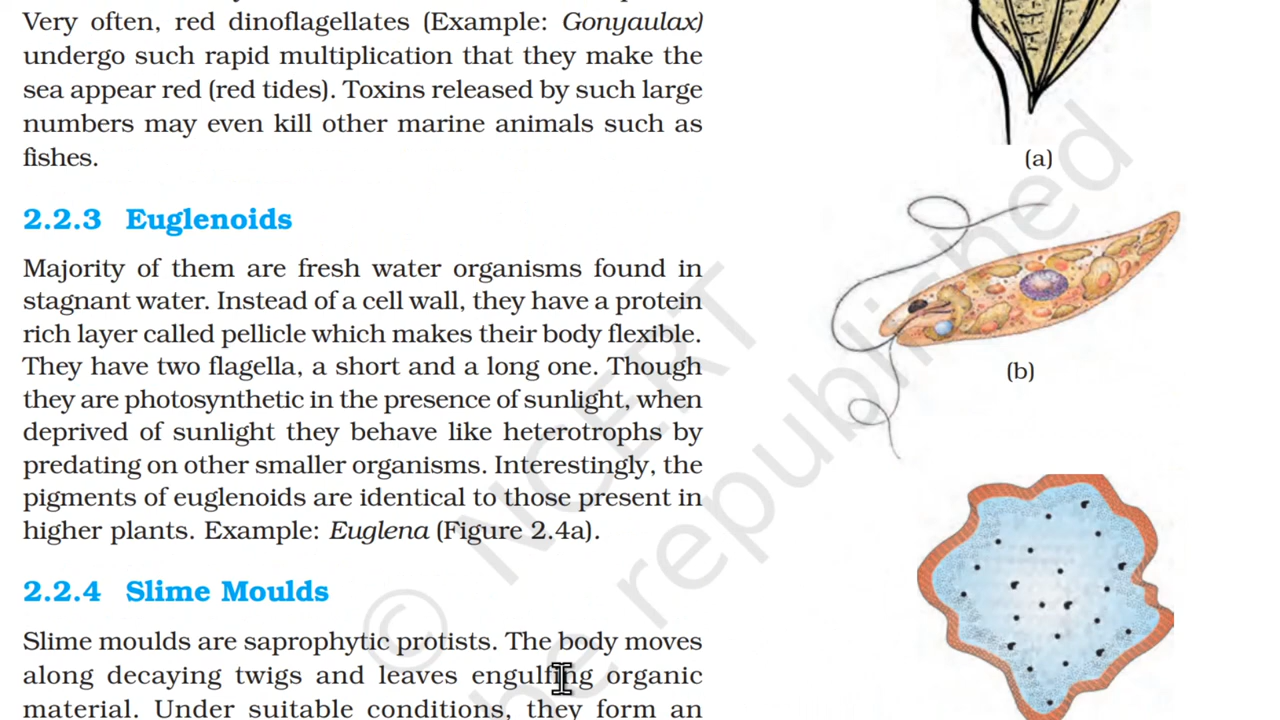 Very often, red dinoflagellates (Example: Gonyaulax)
undergo such rapid multiplication that they make the
sea appear red (red tides). Toxins released by such large
numbers may even kill other marine animals such as
fishes.
(a)
2.2.3 Euglenoids
Majority of them are fresh water organisms found in
stagnant water. Instead of a cell wall, they have a protein
rich layer called pellicle which makes their body flexible.
They have two flagella, a short and a long one. Though
they are photosynthetic in the presence of sunlight, when
deprived of sunlight they behave like heterotrophs by
predating on other smaller organisms. Interestingly, the
pigments of euglenoids are identical to those present in
higher plants. Example: Euglena (Figure 2.4a).
(b)
2.2.4 Slime Moulds
Slime moulds are saprophytic protists. The body moves
along decaying twigs and leaves engulfing organic
material. Under suitable conditions, they form an
© NCERT
be republished